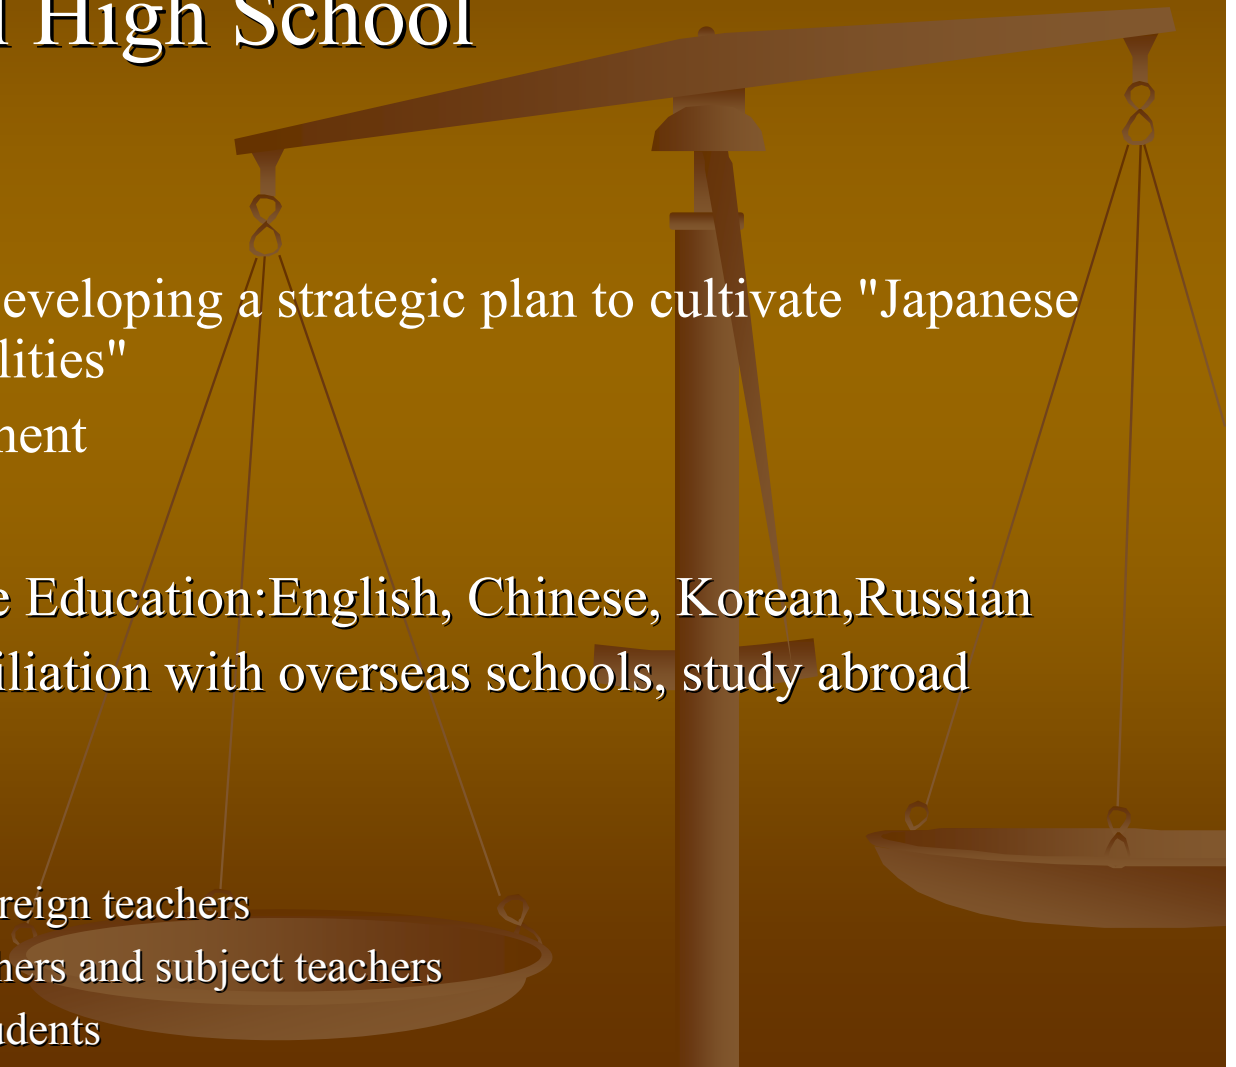 High School
eveloping a strategic plan to cultivate "Japanese
lities"
nent
Education:English, Chinese, Korean,Russian
iliation with overseas schools, study abroad
reign teachers
hers and subject teachers
udents